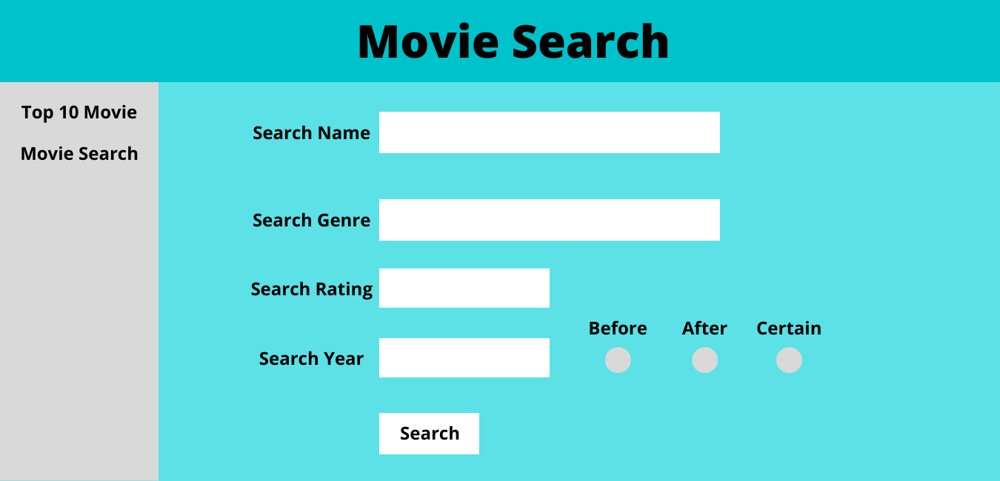 Movie Search
Top 10 Movie
Movie Search
Search Name
Search Genre
Search Rating
Before After Certain
Search Year
Search